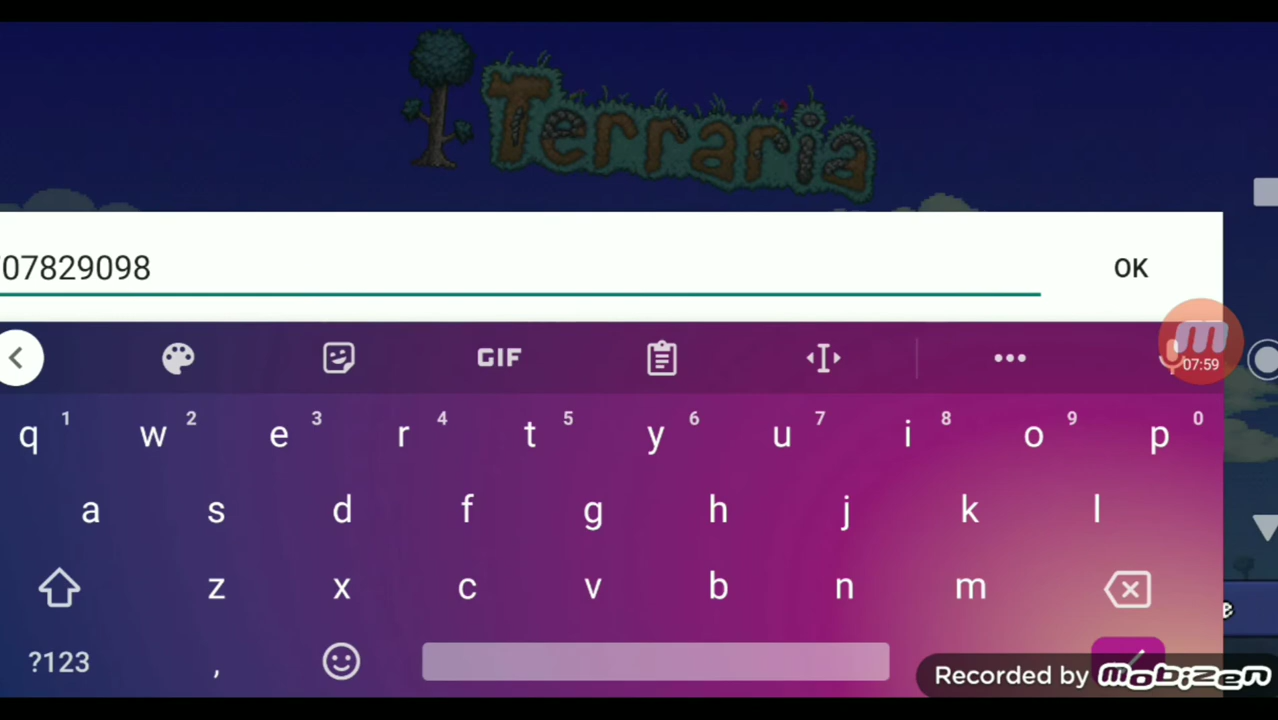 Terraria
07829098
OK
GIF
07:59
q 1 w 2 e 3 r 4 t 5 y 6 u 7 i 8 o 9 p 0
a s d f g h j k l
z x c v b n m
e
?123 ,
Recorded by mobizen